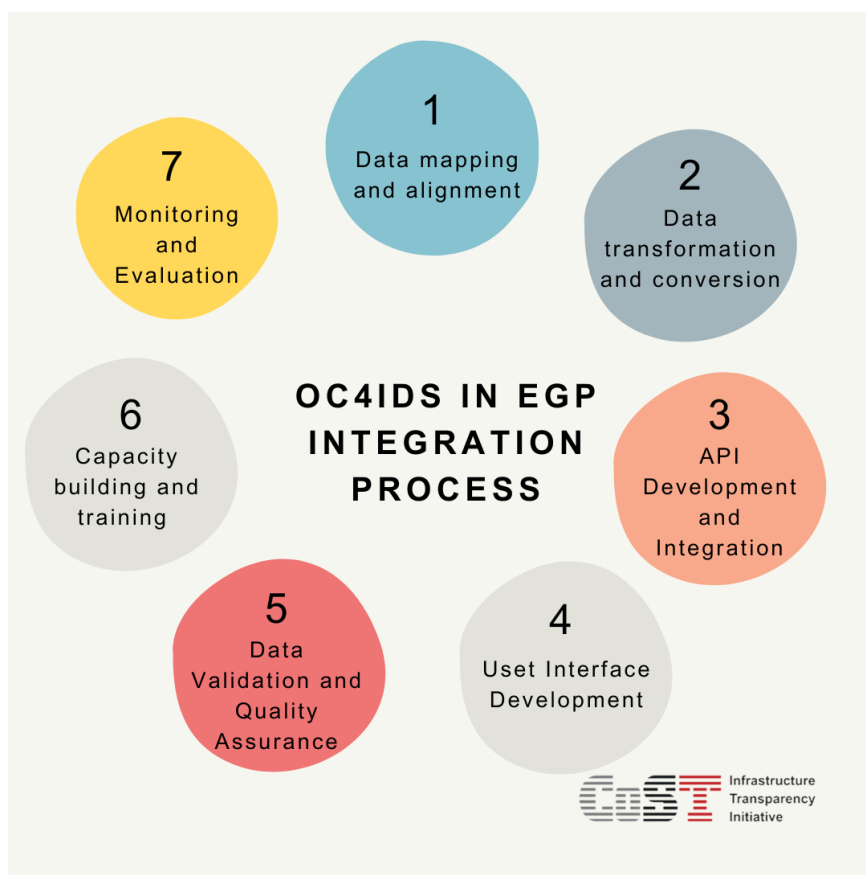 1
Data mapping
and alignment
2
Data
transformation
and conversion
3
API
Development
and
Integration
4
Uset Interface
Development
5
Data
Validation and
Quality
Assurance
6
Capacity
building and
training
7
Monitoring
and
Evaluation
OC4IDS IN EGP
INTEGRATION
PROCESS
CoST
Infrastructure
Transparency
Initiative